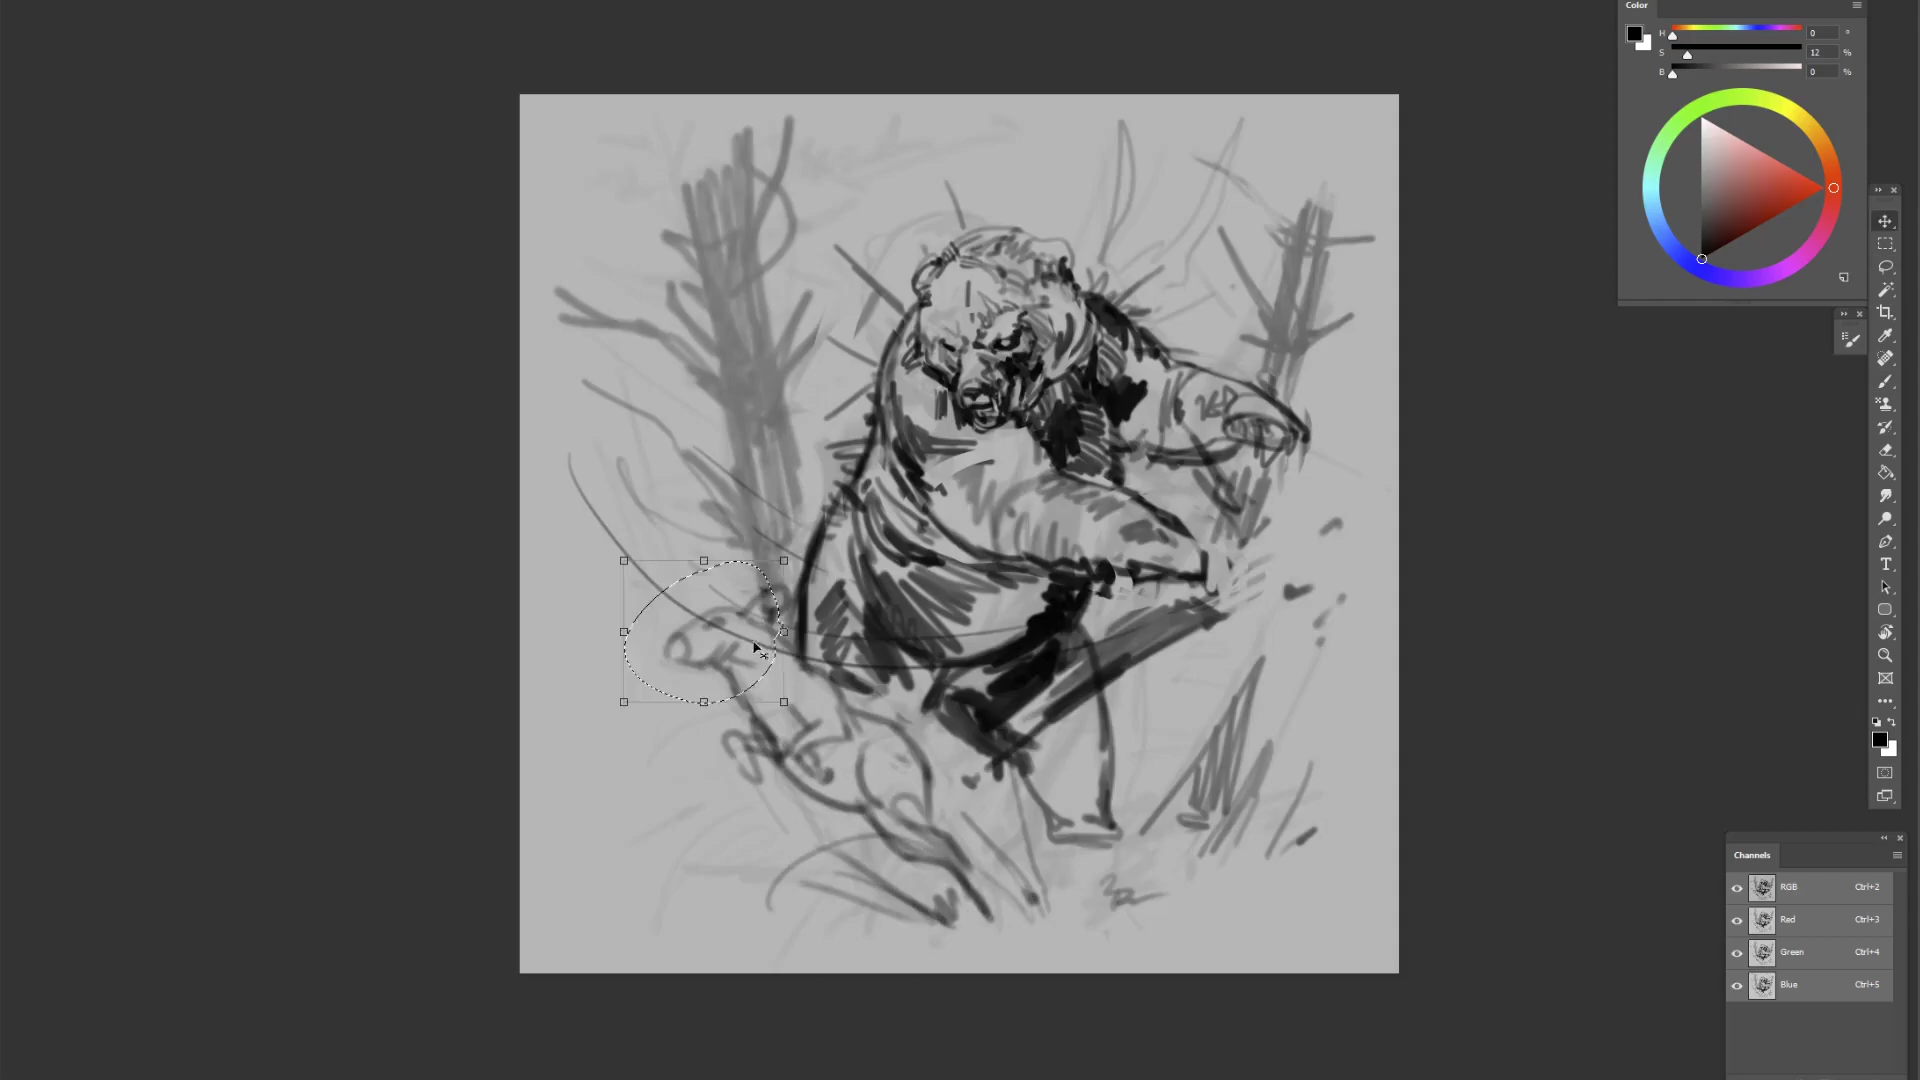 Color
H 0 °
S 12 %
B 0 %
Channels
RGB Ctrl+2
Red Ctrl+3
Green Ctrl+4
Blue Ctrl+5